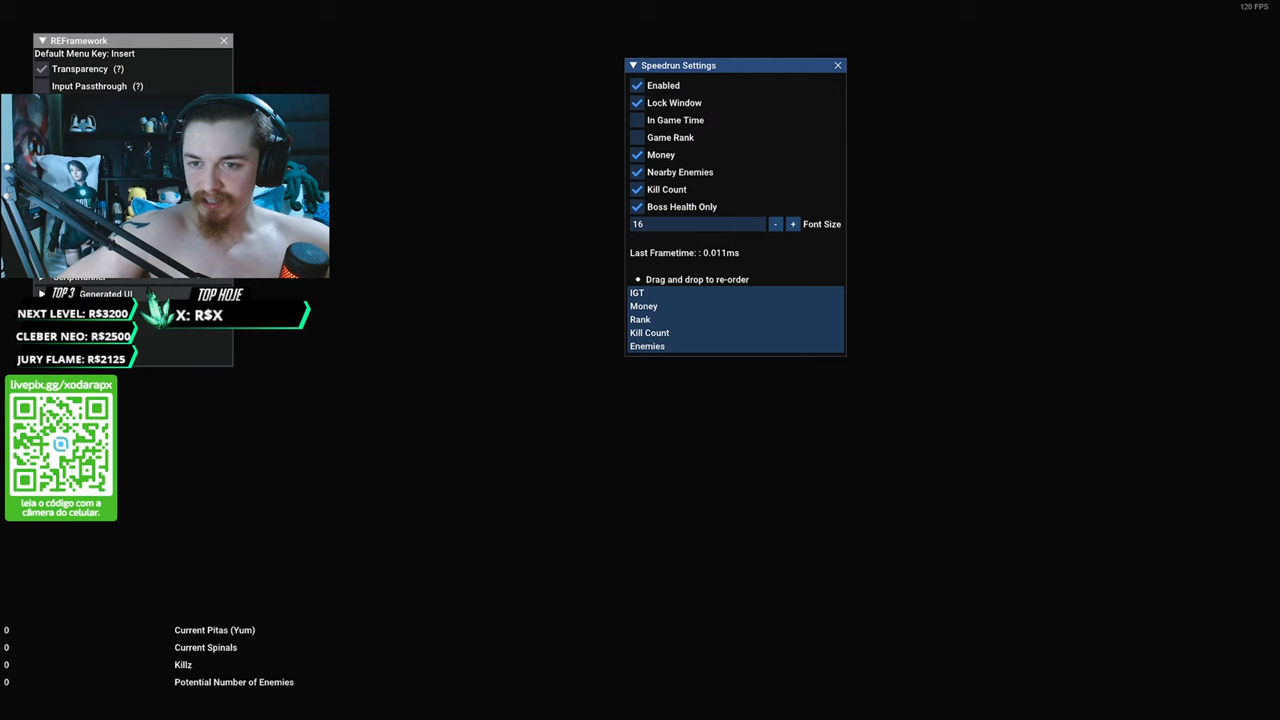 120 FPS
REFramework
Default Menu Key: Insert
Transparency (?)
Input Passthrough (?)
Generated UI
TOP 3
TOP HOJE
NEXT LEVEL: R$3200
X: R$X
CLEBER NEO: R$2500
JURY FLAME: R$2125
livepix.gg/xodarapx
leia o código com a
câmera do celular.
Speedrun Settings
Enabled
Lock Window
In Game Time
Game Rank
Money
Nearby Enemies
Kill Count
Boss Health Only
16 - + Font Size
Last Frametime: : 0.011ms
Drag and drop to re-order
IGT
Money
Rank
Kill Count
Enemies
0 Current Pitas (Yum)
0 Current Spinals
0 Killz
0 Potential Number of Enemies